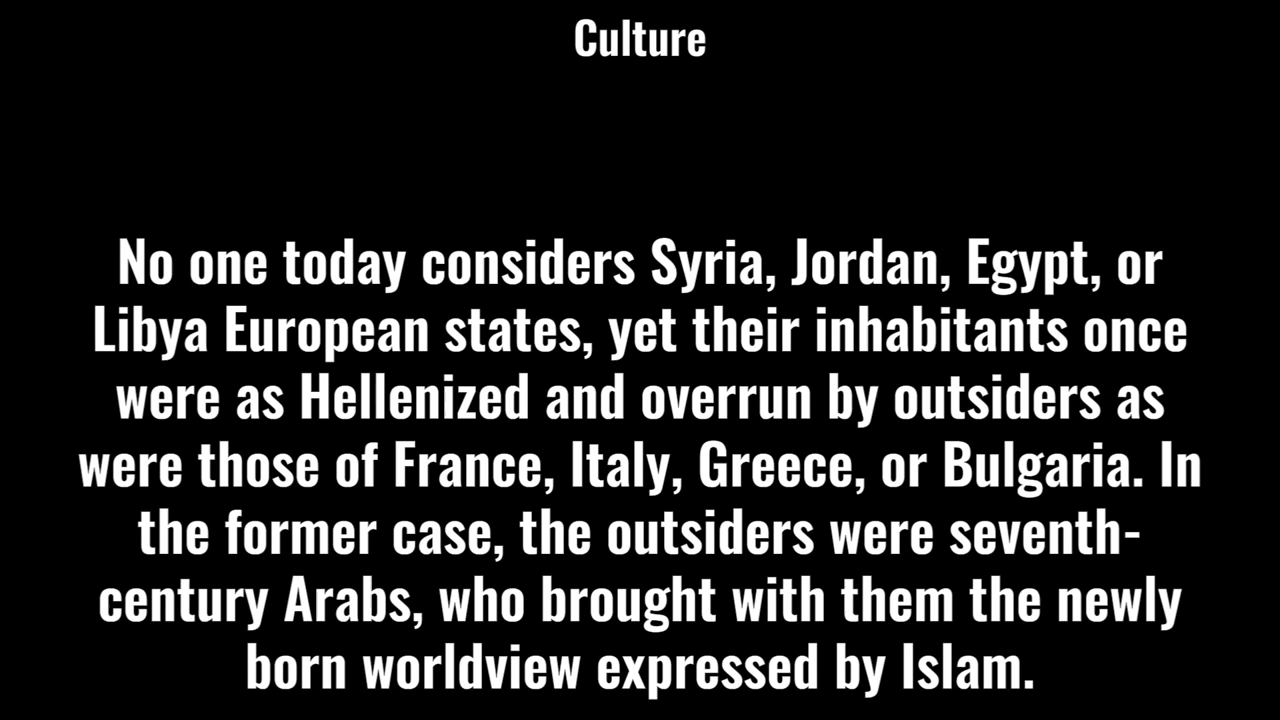 Culture
No one today considers Syria, Jordan, Egypt, or
Libya European states, yet their inhabitants once
were as Hellenized and overrun by outsiders as
were those of France, Italy, Greece, or Bulgaria. In
the former case, the outsiders were seventh-
century Arabs, who brought with them the newly
born worldview expressed by Islam.